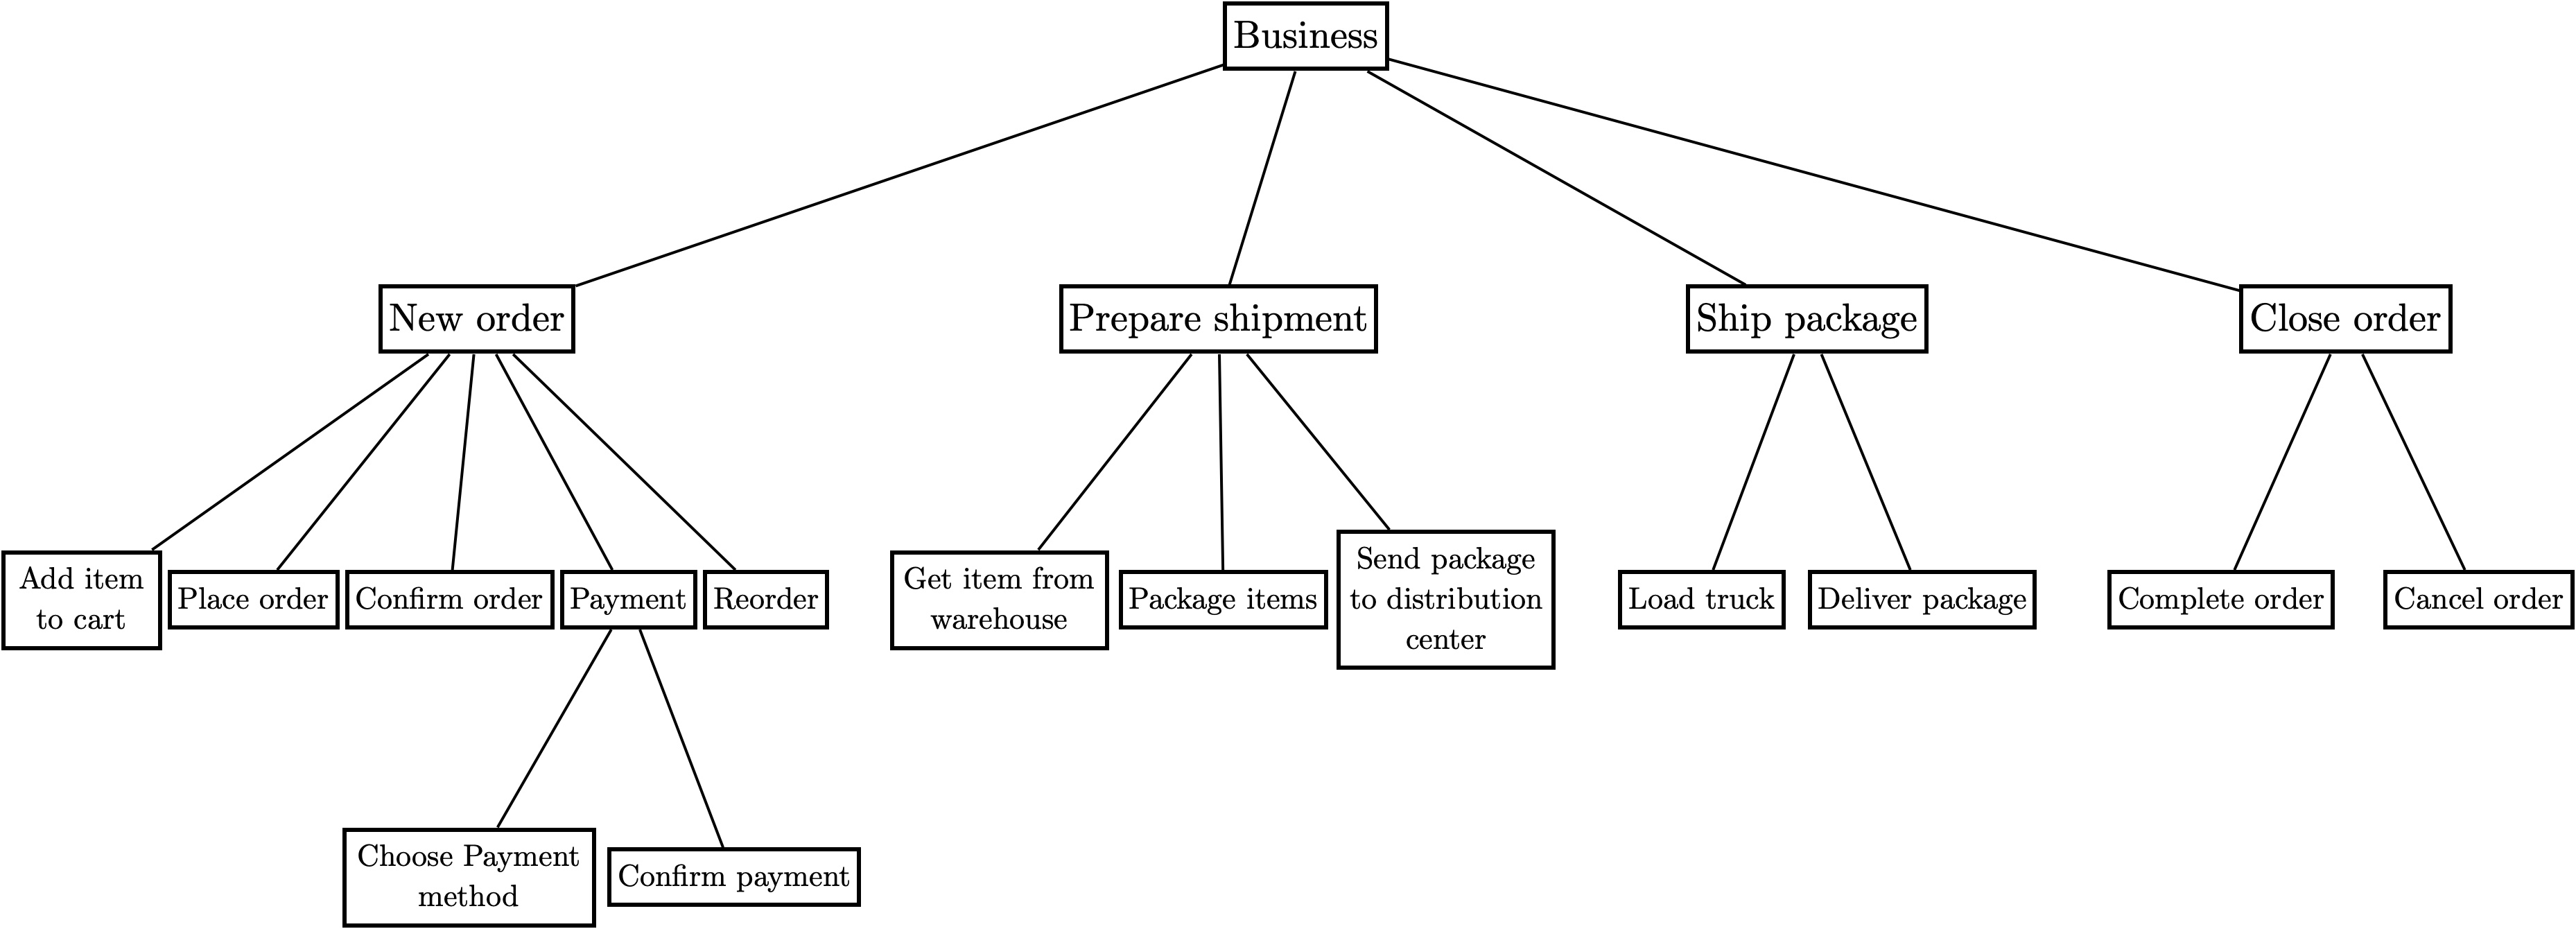 Business
New order
Prepare shipment
Ship package
Close order
Add item
to cart
Place order
Confirm order
Payment
Reorder
Get item from
warehouse
Package items
Send package
to distribution
center
Load truck
Deliver package
Complete order
Cancel order
Choose Payment
method
Confirm payment